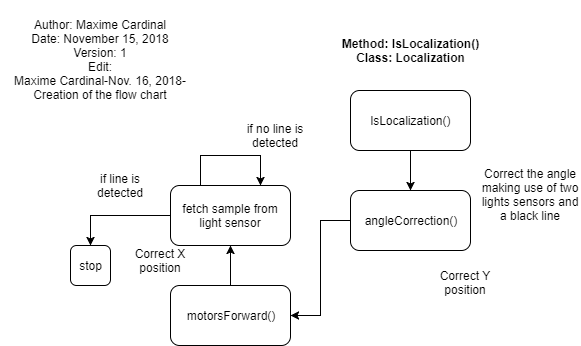 Author: Maxime Cardinal
Date: November 15, 2018
Version: 1
Edit:
Maxime Cardinal-Nov. 16, 2018-
Creation of the flow chart
Method: IsLocalization()
Class: Localization
IsLocalization()
if no line is
detected
if line is
detected
Correct the angle
making use of two
lights sensors and
a black line
fetch sample from
light sensor
angleCorrection()
stop
Correct X
position
Correct Y
position
motorsForward()